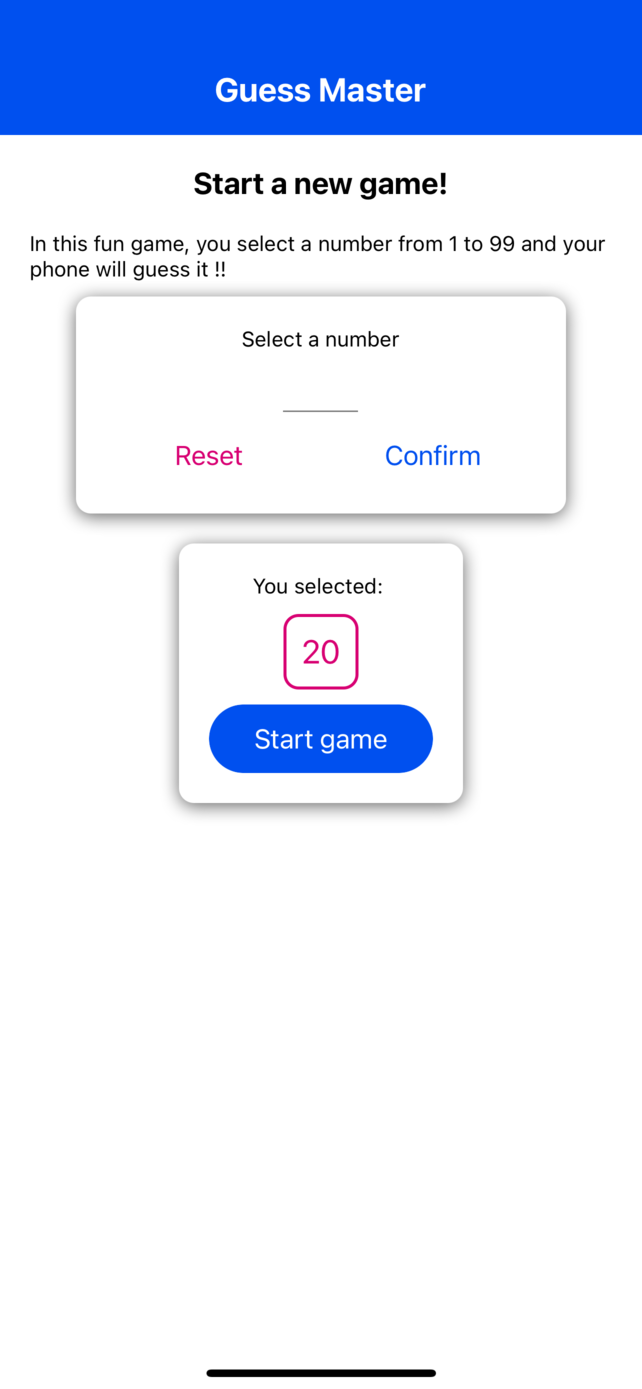 Guess Master
Start a new game!
In this fun game, you select a number from 1 to 99 and your
phone will guess it !!
Select a number
Reset
Confirm
You selected:
20
Start game